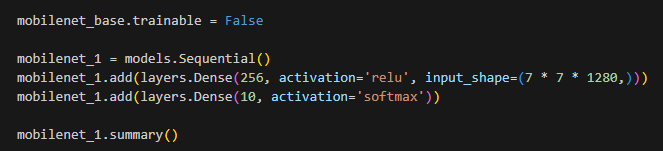 mobilenet_base.trainable = False
mobilenet_1 = models.Sequential()
mobilenet_1.add(layers.Dense(256, activation='relu', input_shape=(7 * 7 * 1280,)))
mobilenet_1.add(layers.Dense(10, activation='softmax'))
mobilenet_1.summary()